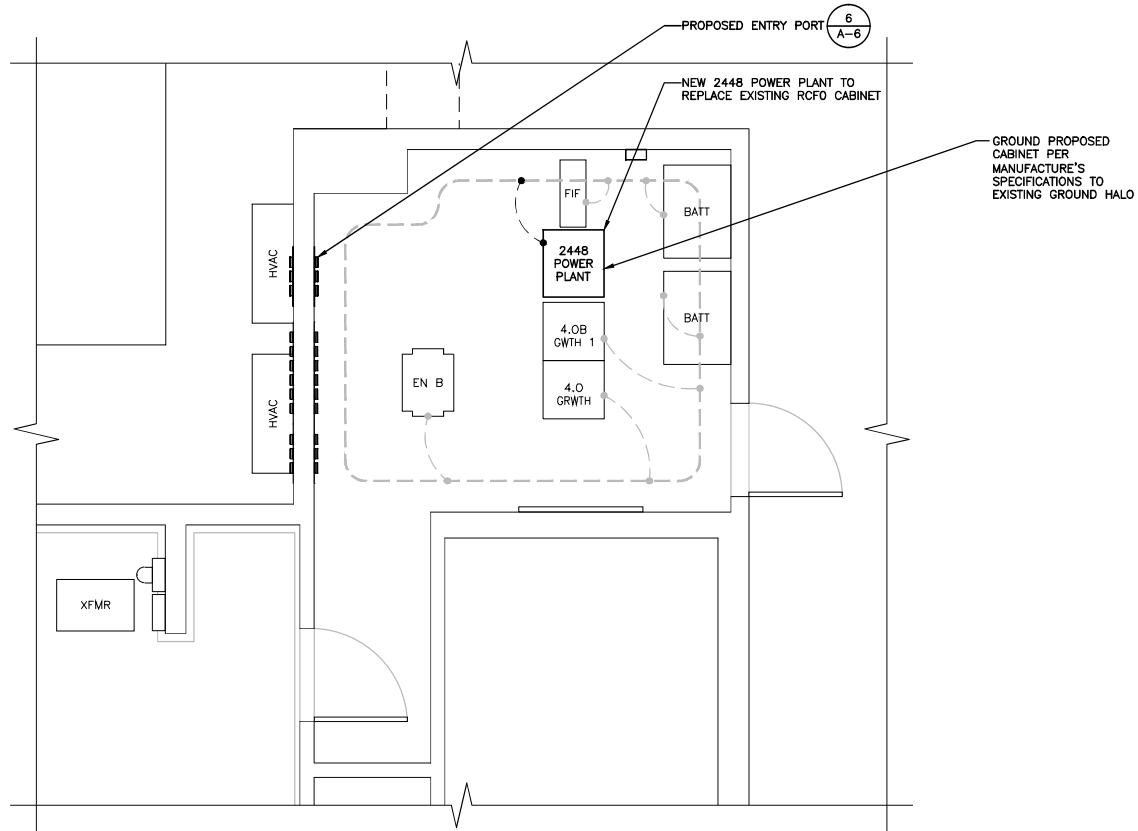 PROPOSED ENTRY PORT
6
A-6
NEW 2448 POWER PLANT TO
REPLACE EXISTING RCF0 CABINET
GROUND PROPOSED
CABINET PER
MANUFACTURE'S
SPECIFICATIONS TO
EXISTING GROUND HALO
FIF
BATT
HVAC
2448
POWER
PLANT
BATT
4.0B
GWTH 1
EN B
4.0
GRWTH
HVAC
XFMR